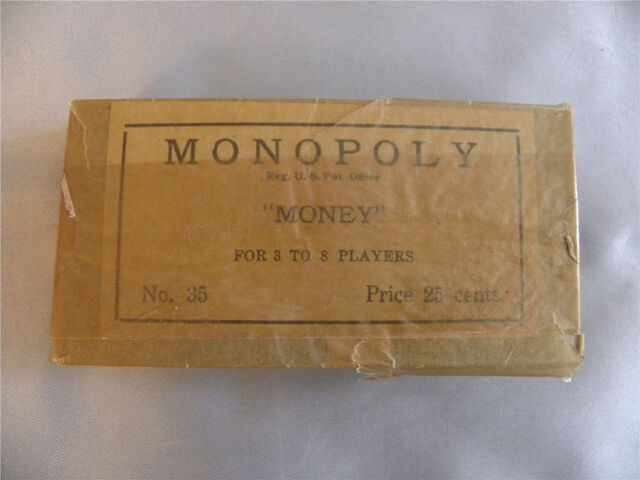 MONOPOLY
Reg. U. S. Pat Office
"MONEY"
FOR 3 TO 8 PLAYERS
No. 35 Price 25 cents